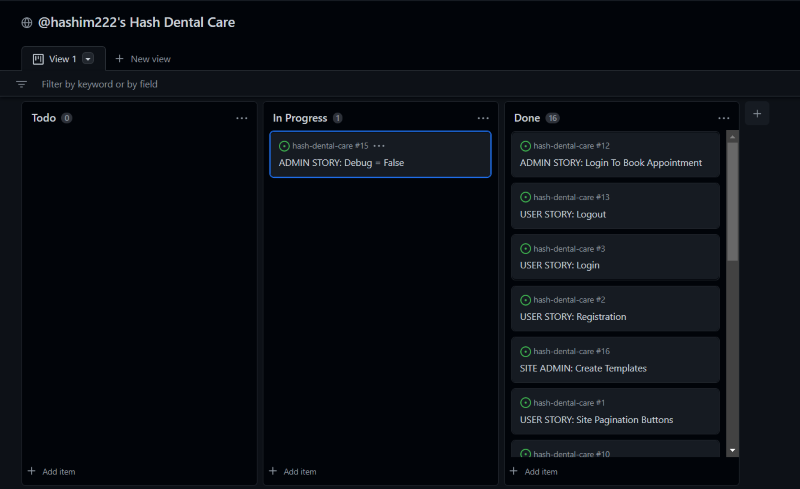 @hashim222's Hash Dental Care
View 1
New view
Filter by keyword or by field
Todo 0
In Progress 1
hash-dental-care #15
ADMIN STORY: Debug = False
Done 16
hash-dental-care #12
ADMIN STORY: Login To Book Appointment
hash-dental-care #13
USER STORY: Logout
hash-dental-care #3
USER STORY: Login
hash-dental-care #2
USER STORY: Registration
hash-dental-care #16
SITE ADMIN: Create Templates
hash-dental-care #1
USER STORY: Site Pagination Buttons
hash-dental-care #10
Add item
Add item
Add item